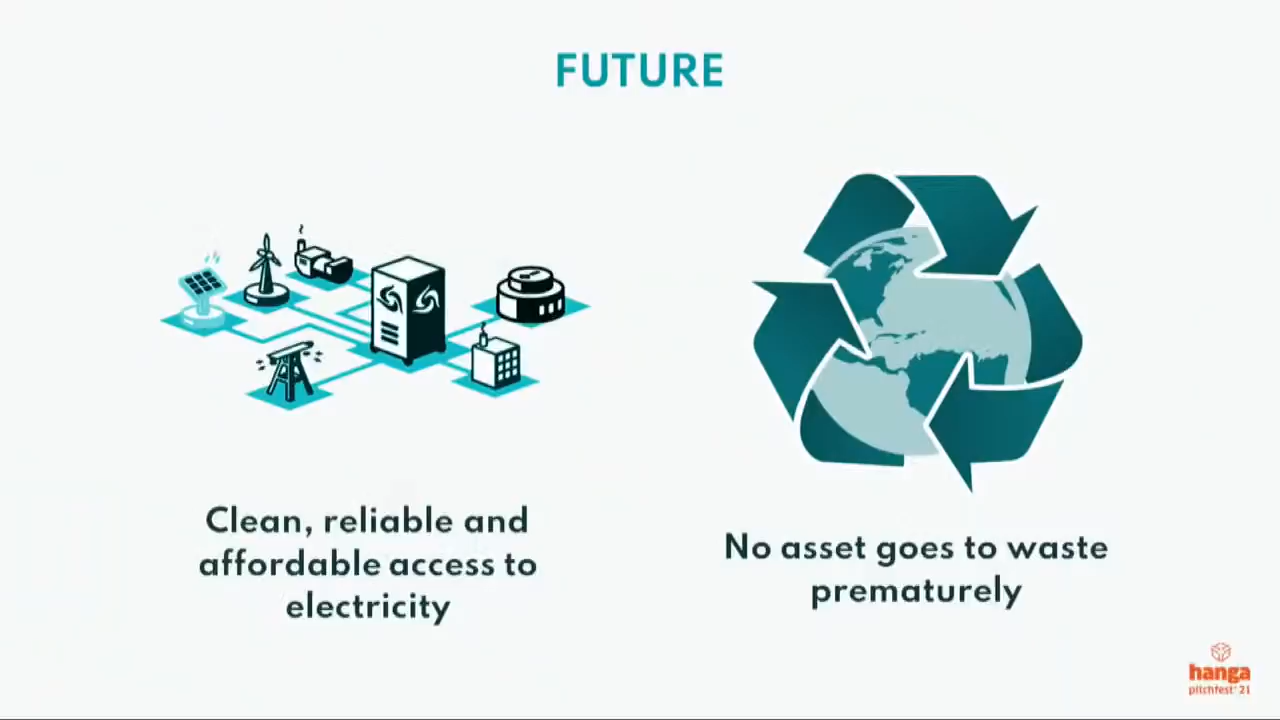 FUTURE
Clean, reliable and
affordable access to
electricity
No asset goes to waste
prematurely
hanga
pitchfest' 21